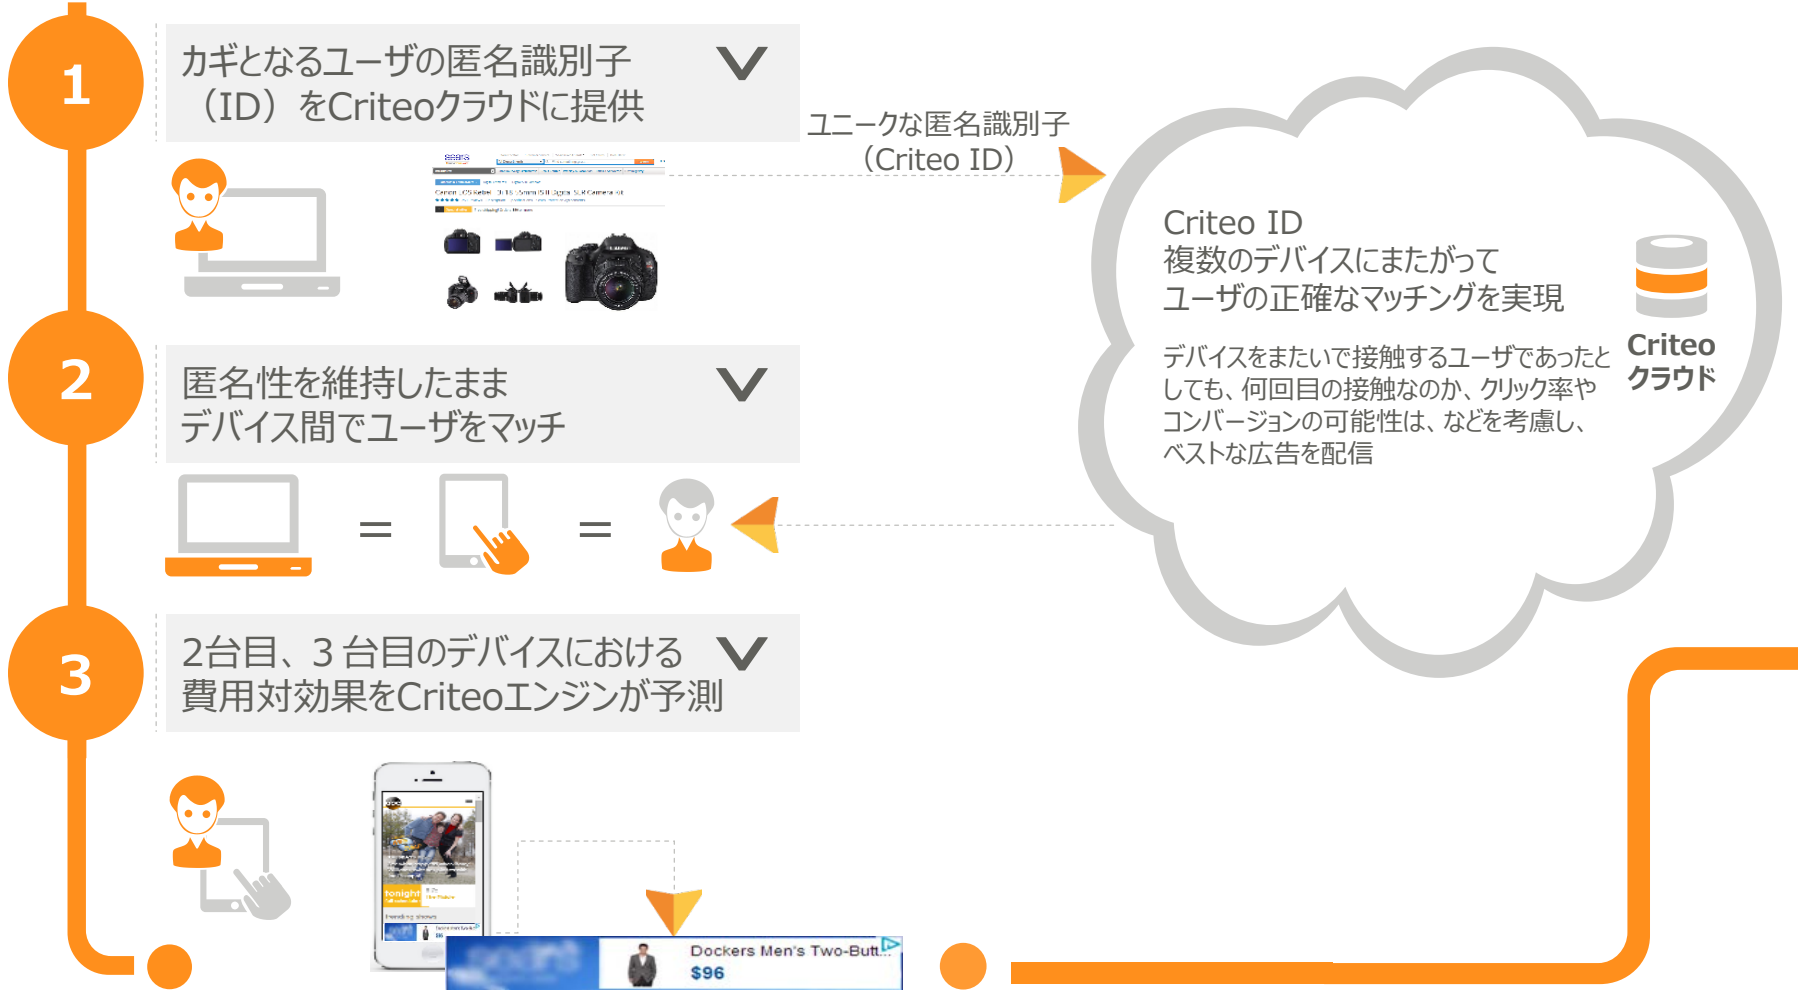 1
カギとなるユーザの匿名識別子
（ID）をCriteoクラウドに提供
ユニークな匿名識別子
（Criteo ID）
sears
Criteo ID
複数のデバイスにまたがって
ユーザの正確なマッチングを実現
デバイスをまたいで接触するユーザであったと
しても、何回目の接触なのか、クリック率や
コンバージョンの可能性は、などを考慮し、
ベストな広告を配信
Criteo
クラウド
2
匿名性を維持したまま
デバイス間でユーザをマッチ
= =
3
2台目、３台目のデバイスにおける
費用対効果をCriteoエンジンが予測
tonight
trending shows
Dockers Men's Two-Butt...
$96